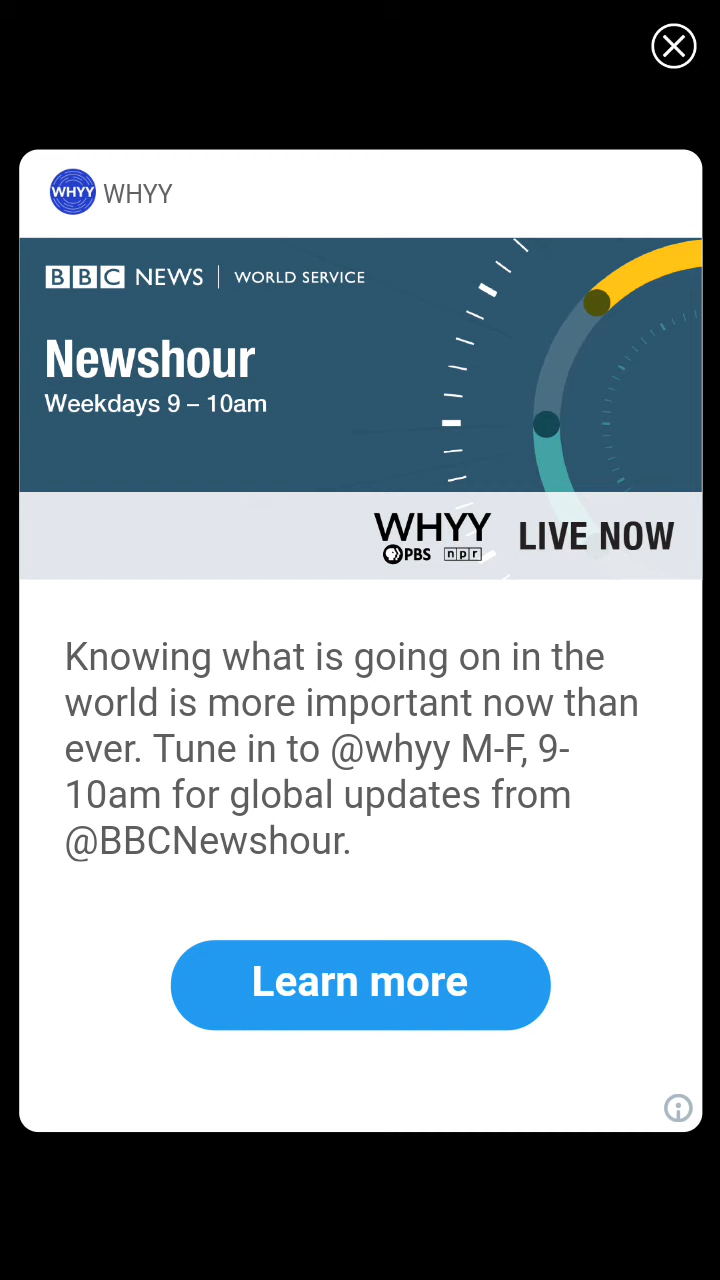 WHYY WHYY
BBC NEWS | WORLD SERVICE
Newshour
Weekdays 9 – 10am
WHYY LIVE NOW
PBS npr
Knowing what is going on in the
world is more important now than
ever. Tune in to @whyy M-F, 9-
10am for global updates from
@BBCNewshour.
Learn more